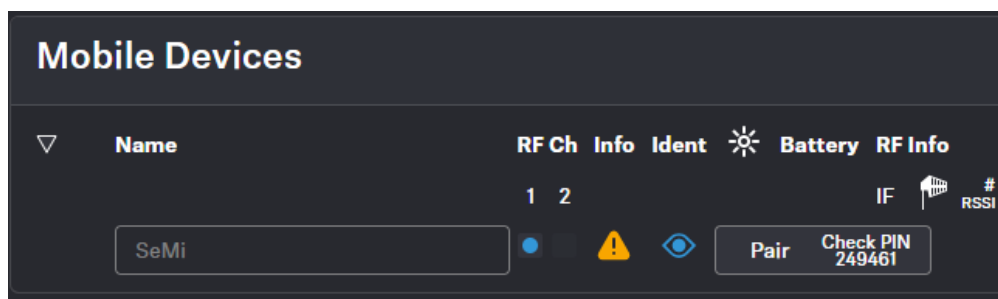 Mobile Devices
Name RF Ch Info Ident Battery RF Info
1 2 IF # RSSI
SeMi Pair Check PIN 249461